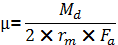 μ= M_d / (2 × r_m × F_a)